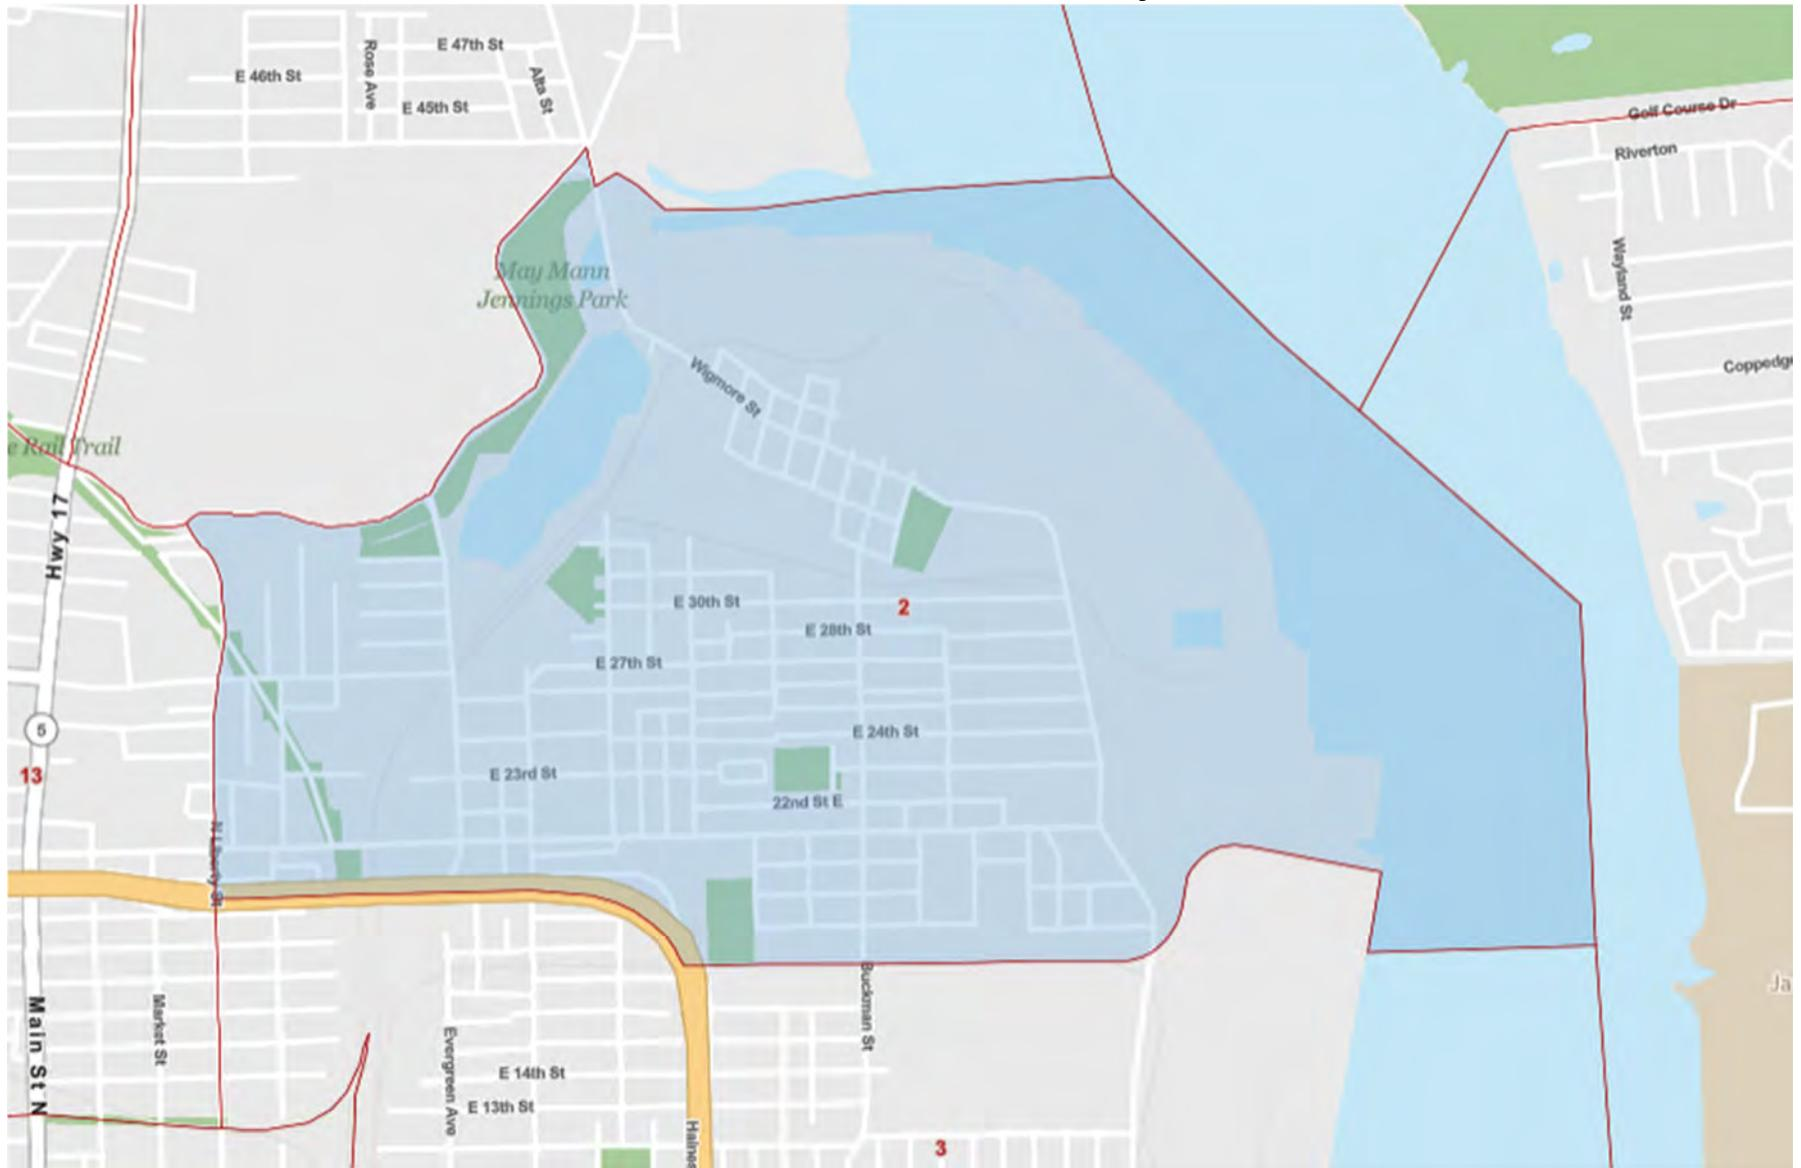 E 47th St
Rose Ave
Alta St
E 46th St
E 45th St
Golf Course Dr
Riverton
May Mann
Jennings Park
Wayland St
Wigmore St
Coppedge
e Rail Trail
Hwy 17
E 30th St
2
E 28th St
E 27th St
5
E 24th St
13
E 23rd St
22nd St E
N Liberty St
Ja
Main St N
Market St
Buckman St
Evergreen Ave
E 14th St
E 13th St
Haines
3